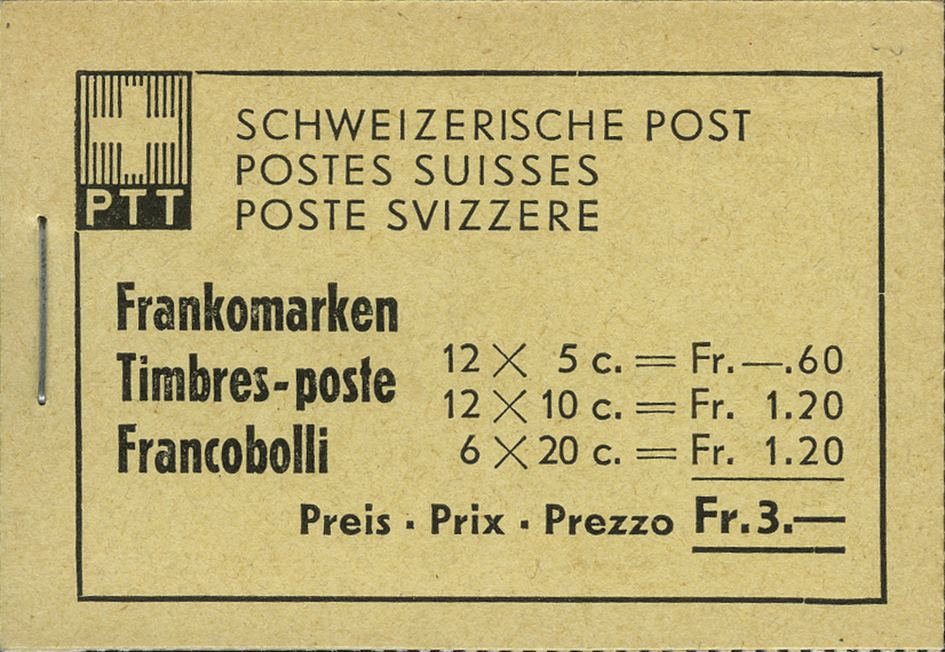 PTT
SCHWEIZERISCHE POST
POSTES SUISSES
POSTE SVIZZERE
Frankomarken
Timbres-poste
Francobolli
12 × 5 c. = Fr.—.60
12 × 10 c. = Fr. 1.20
6 × 20 c. = Fr. 1.20
Preis · Prix · Prezzo Fr. 3.—